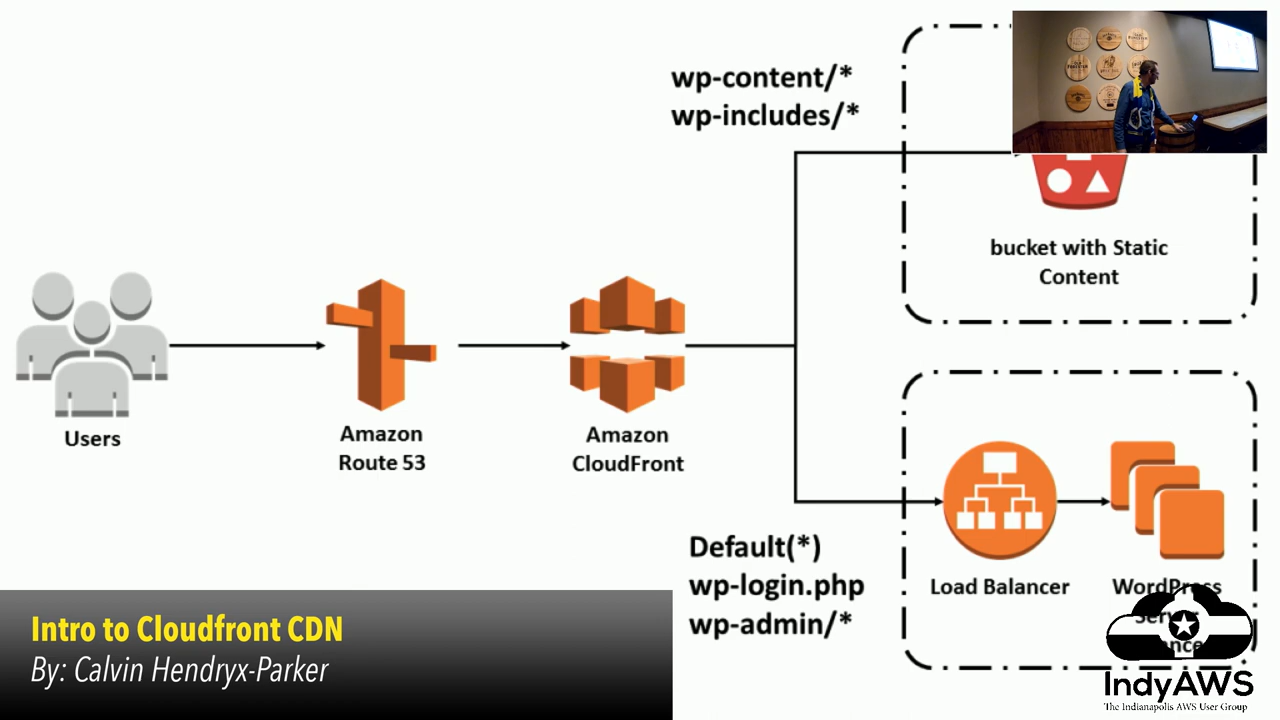 wp-content/*
wp-includes/*
bucket with Static
Content
Users
Amazon
Route 53
Amazon
CloudFront
Default(*)
wp-login.php
wp-admin/*
Load Balancer
WordPress
Intro to Cloudfront CDN
By: Calvin Hendryx-Parker
IndyAWS
The Indianapolis AWS User Group